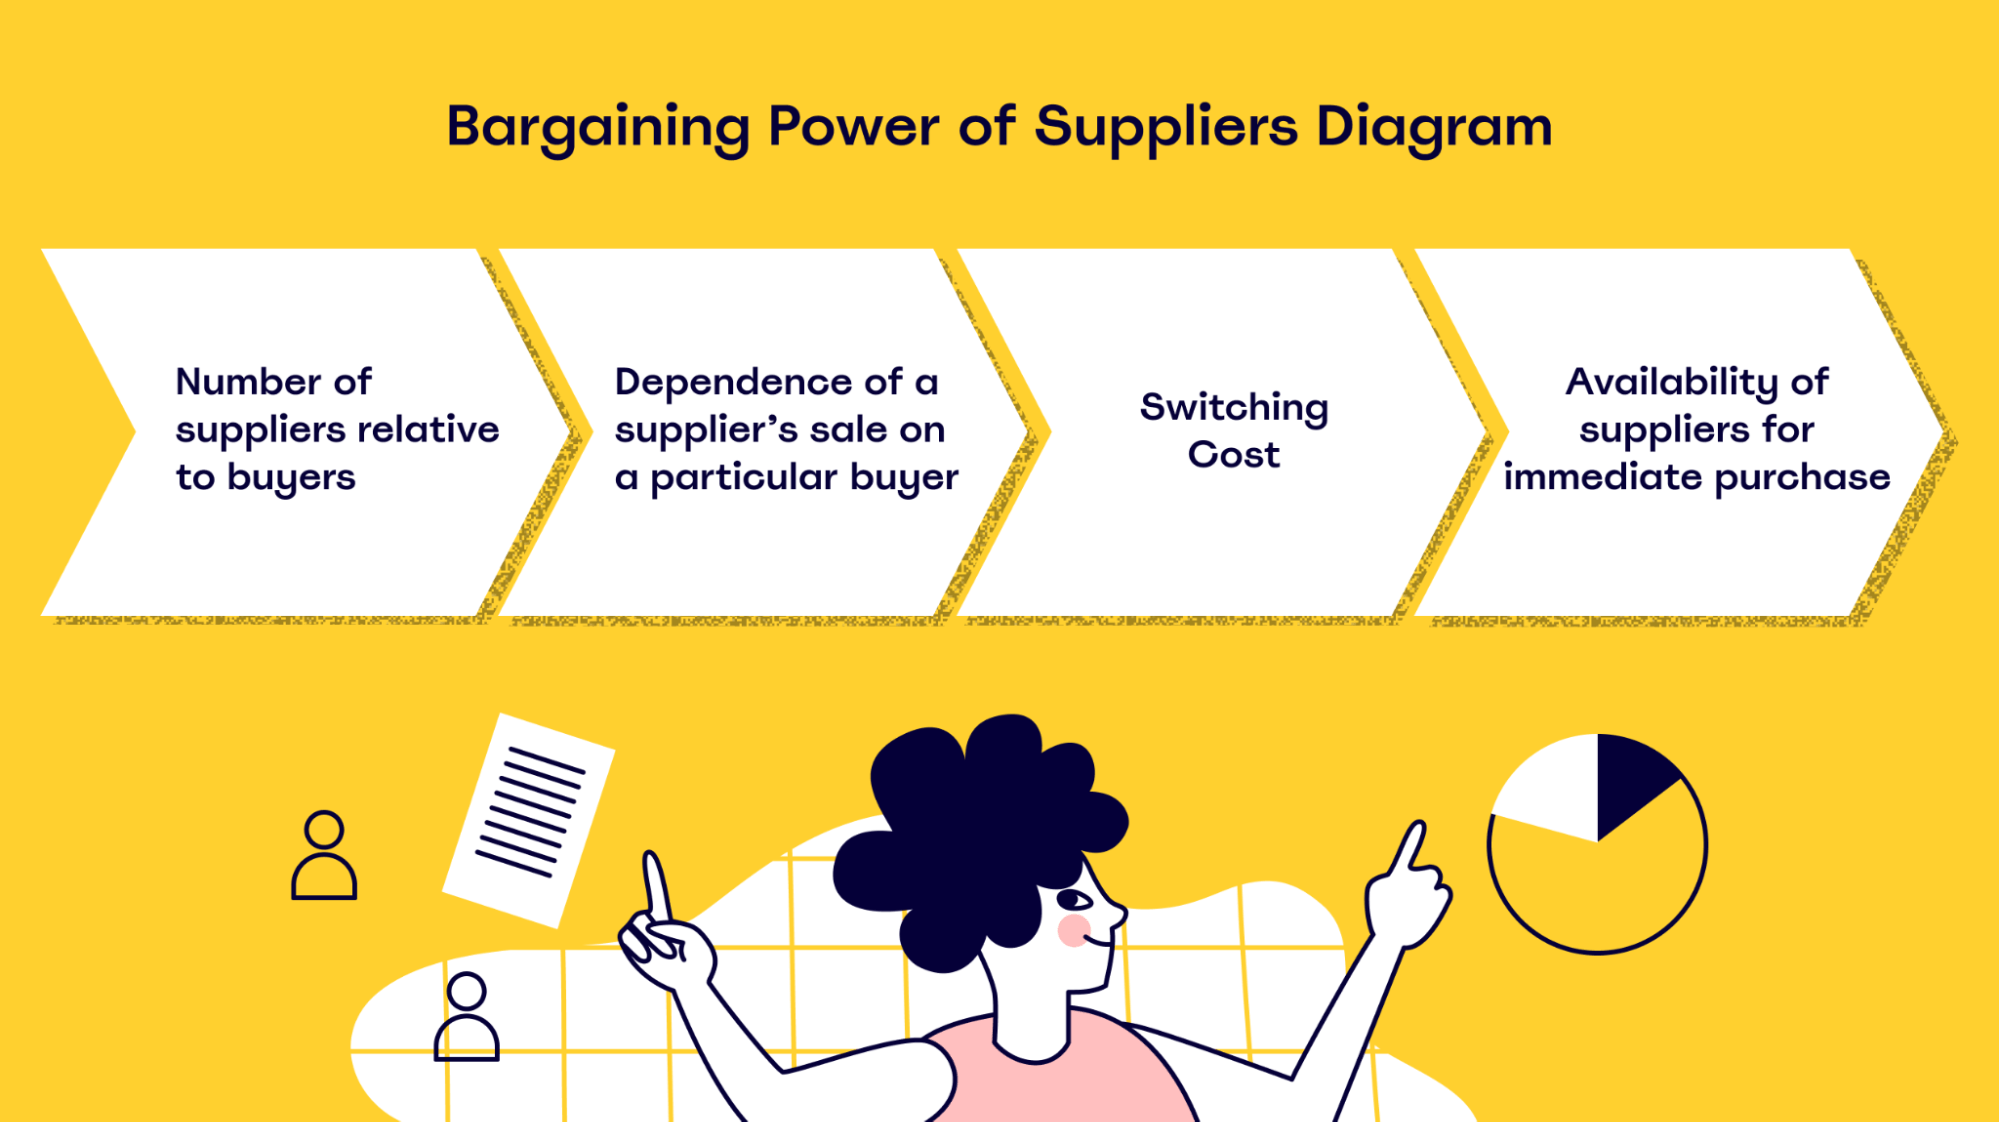 Bargaining Power of Suppliers Diagram
Number of
suppliers relative
to buyers
Dependence of a
supplier’s sale on
a particular buyer
Switching
Cost
Availability of
suppliers for
immediate purchase